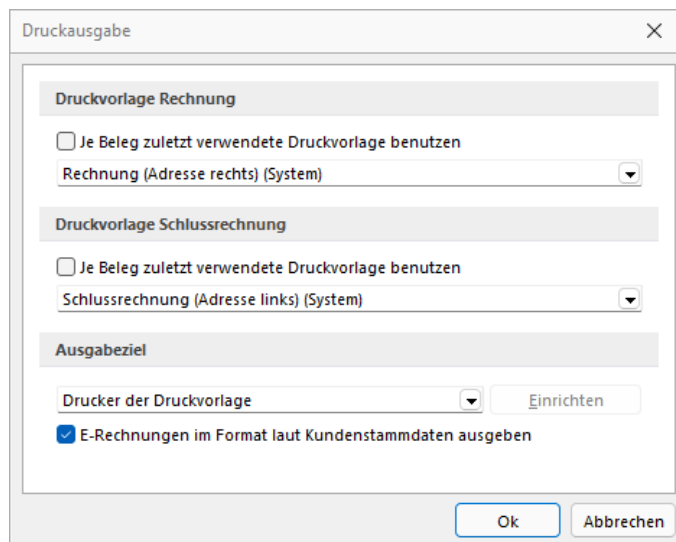 Druckausgabe
Druckvorlage Rechnung
Je Beleg zuletzt verwendete Druckvorlage benutzen
Rechnung (Adresse rechts) (System)
Druckvorlage Schlussrechnung
Je Beleg zuletzt verwendete Druckvorlage benutzen
Schlussrechnung (Adresse links) (System)
Ausgabeziel
Drucker der Druckvorlage
Einrichten
E-Rechnungen im Format laut Kundenstammdaten ausgeben
Ok
Abbrechen